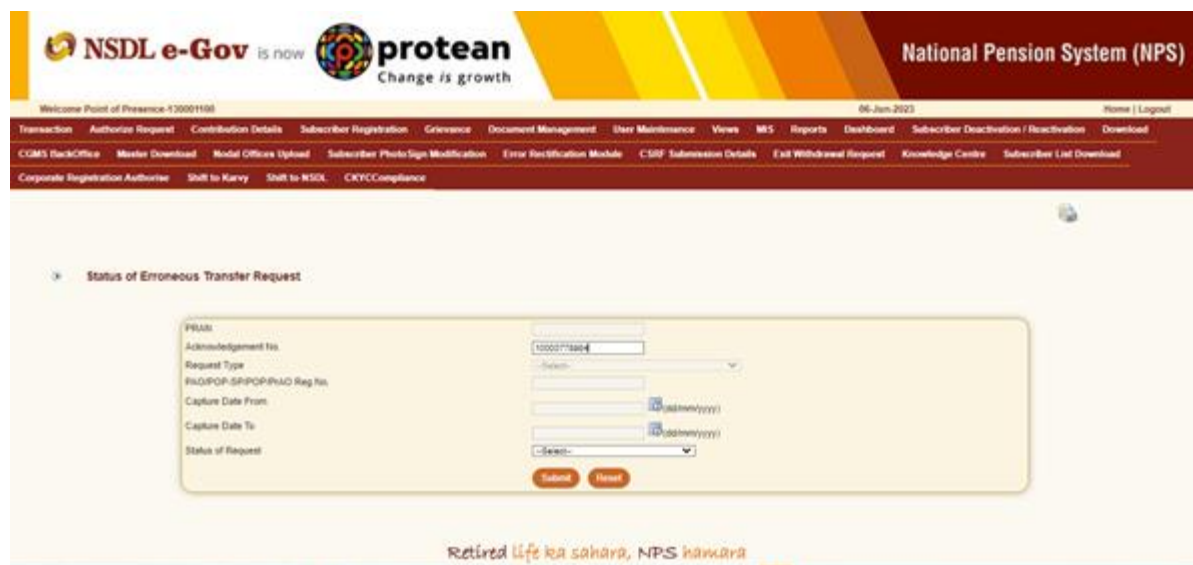 NSDL e-Gov is now protean
Change is growth
National Pension System (NPS)
Welcome Point of Presence-130001100
06-Jun-2023
Home | Logout
Transaction Authorize Request Contribution Details Subscriber Registration Grievance Document Management User Maintenance Views MIS Reports Dashboard Subscriber Deactivation / Reactivation Download
CGMS BackOffice Master Download Nodal Offices Upload Subscriber Photo Sign Modification Error Rectification Module CSRF Submission Details Exit Withdrawal Request Knowledge Centre Subscriber List Download
Corporate Registration Authorise Shift to Karvy Shift to NSDL CKYCCompliance
Status of Erroneous Transfer Request
PRAN
Acknowledgement No.
Request Type --Select--
PAO/POP-SP/POP/PrAO Reg No.
Capture Date From (dd/mm/yyyy)
Capture Date To (dd/mm/yyyy)
Status of Request --Select--
Submit Reset
Retired life ka sahara, NPS hamara